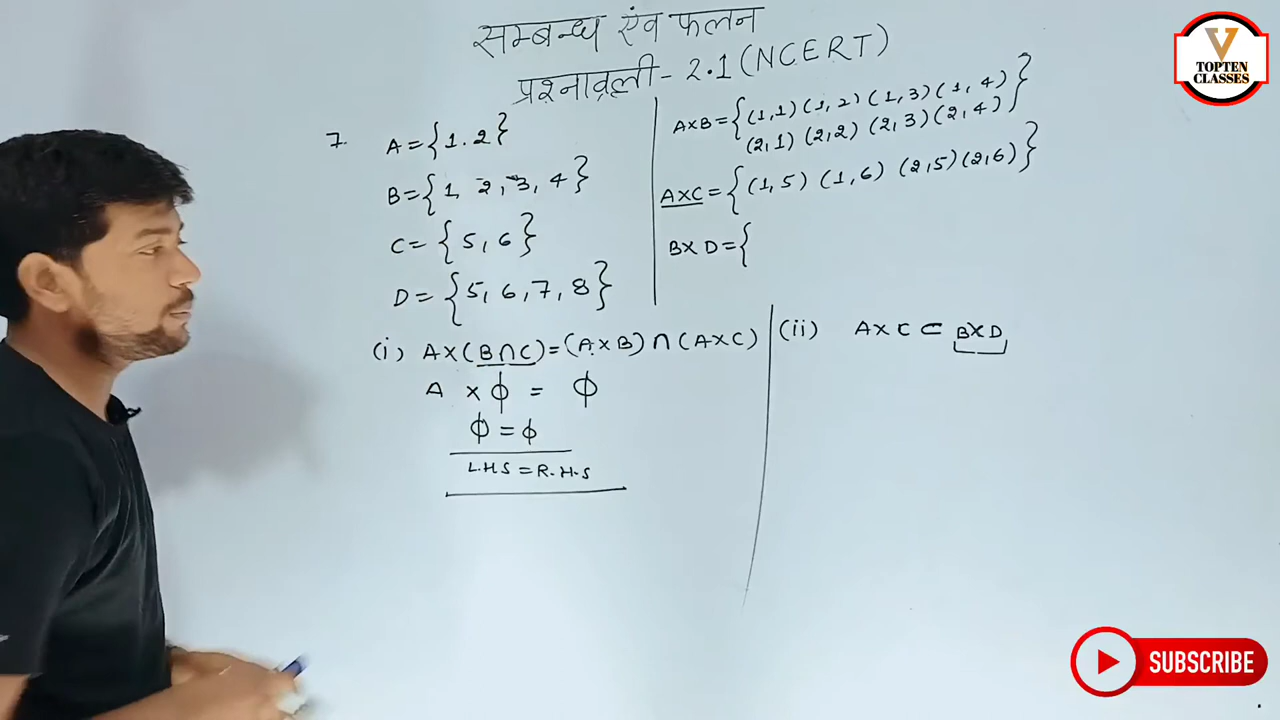 सम्बन्ध एंव फलन
प्रश्नावली - 2.1 (NCERT)
V
TOPTEN
CLASSES
7. A = {1.2}
B = {1, 2, 3, 4}
C = {5, 6}
D = {5, 6, 7, 8}
A×B = {(1,1) (1,2) (1,3) (1,4)
(2,1) (2,2) (2,3) (2,4)}
A×C = {(1,5) (1,6) (2,5) (2,6)}
B×D = {
(i) A×(B∩C) = (A×B) ∩ (A×C)
A × ϕ = ϕ
ϕ = ϕ
L.H.S = R.H.S
(ii) A×C ⊂ B×D
SUBSCRIBE